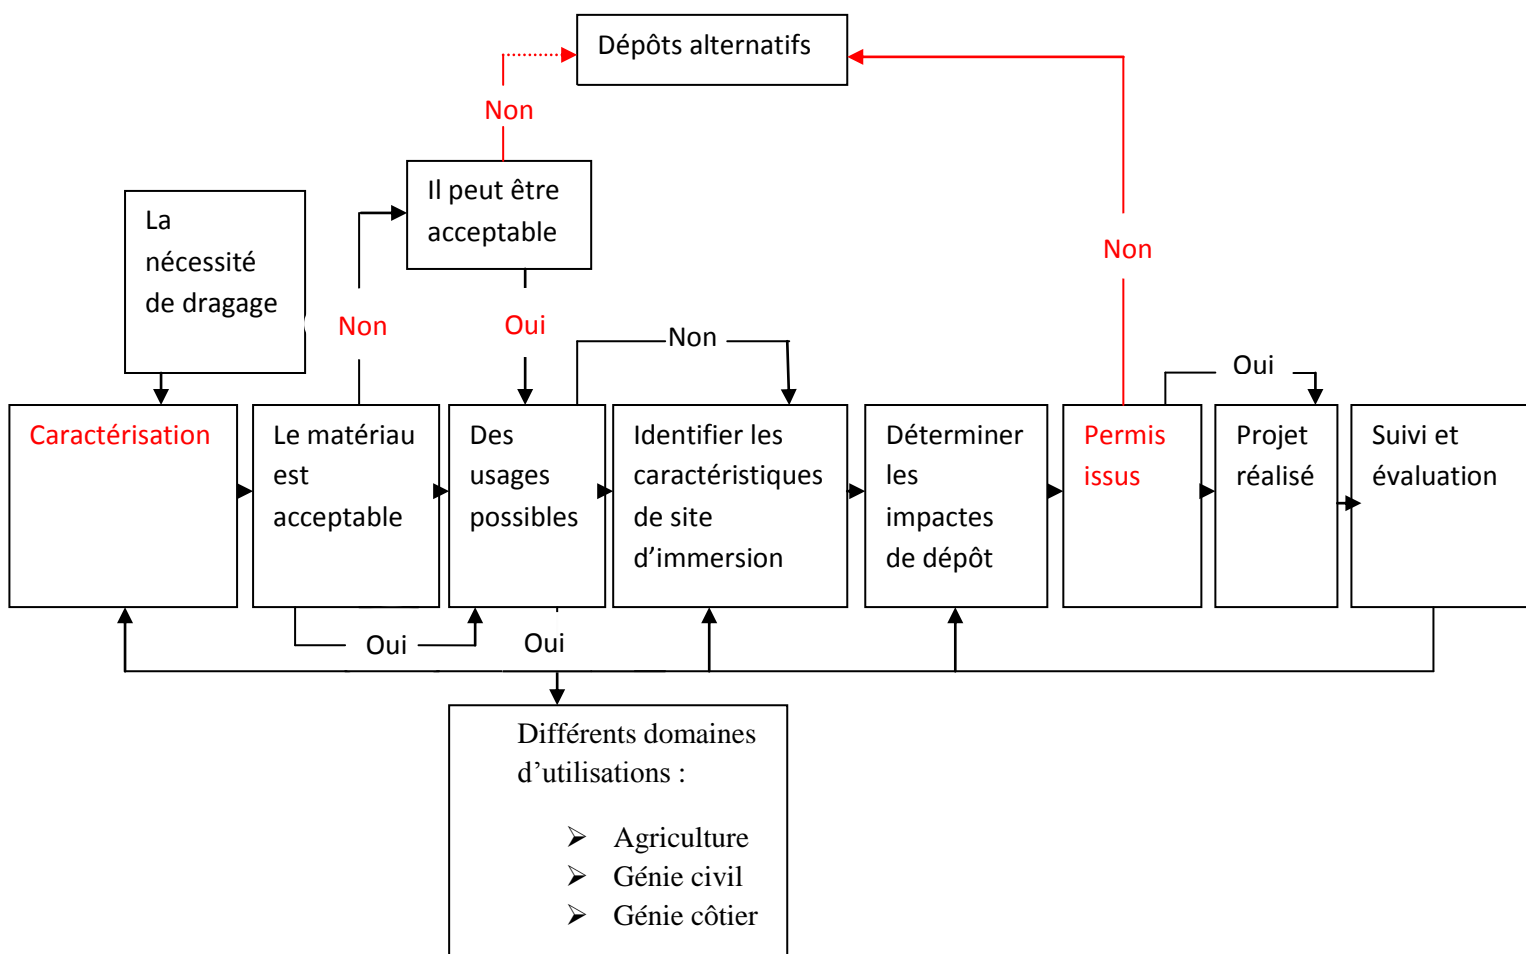 Dépôts alternatifs
Non
Il peut être
acceptable
La
nécessité
de dragage
Non
Non
Oui
Non
Oui
Caractérisation
Le matériau
est
acceptable
Des
usages
possibles
Identifier les
caractéristiques
de site
d’immersion
Déterminer
les
impactes
de dépôt
Permis
issus
Projet
réalisé
Suivi et
évaluation
Oui
Oui
Différents domaines
d’utilisations :
➢ Agriculture
➢ Génie civil
➢ Génie côtier